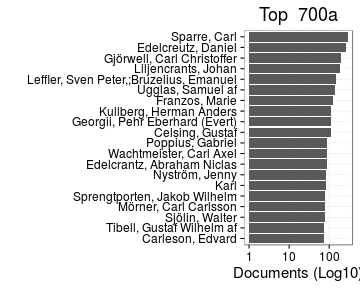 Top 700a
Sparre, Carl
Edelcreutz, Daniel
Gjörwell, Carl Christoffer
Liljencrants, Johan
Leffler, Sven Peter,;Bruzelius, Emanuel
Ugglas, Samuel af
Franzos, Marie
Kullberg, Herman Anders
Georgii, Pehr Eberhard (Evert)
Celsing, Gustaf
Poppius, Gabriel
Wachtmeister, Carl Axel
Edelcrantz, Abraham Niclas
Nyström, Jenny
Karl
Sprengtporten, Jakob Wilhelm
Mörner, Carl Carlsson
Sjölin, Walter
Tibell, Gustaf Wilhelm af
Carleson, Edvard
1 10 100
Documents (Log10)